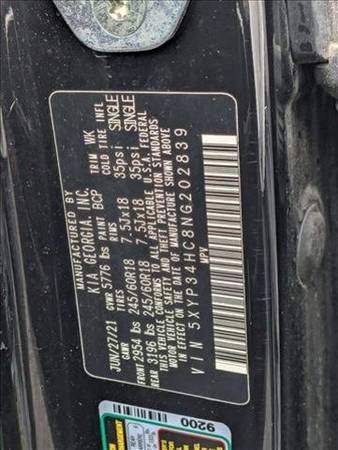 MANUFACTURED BY
KIA GEORGIA, INC.
JUN/27/21 PAINT BCP TRIM WK
GVWR 5776 lbs
GAWR TIRES RIMS COLD TIRE INFL
FRONT 2954 lbs 245/60R18 7.5Jx18 35psi SINGLE
REAR 3196 lbs 245/60R18 7.5Jx18 35psi SINGLE
THIS VEHICLE CONFORMS TO ALL APPLICABLE U.S.A. FEDERAL
MOTOR VEHICLE SAFETY, BUMPER AND THEFT PREVENTION STANDARDS
IN EFFECT ON THE DATE OF MANUFACTURE SHOWN ABOVE.
VIN 5XYP34HC8NG202839
MPV
9200